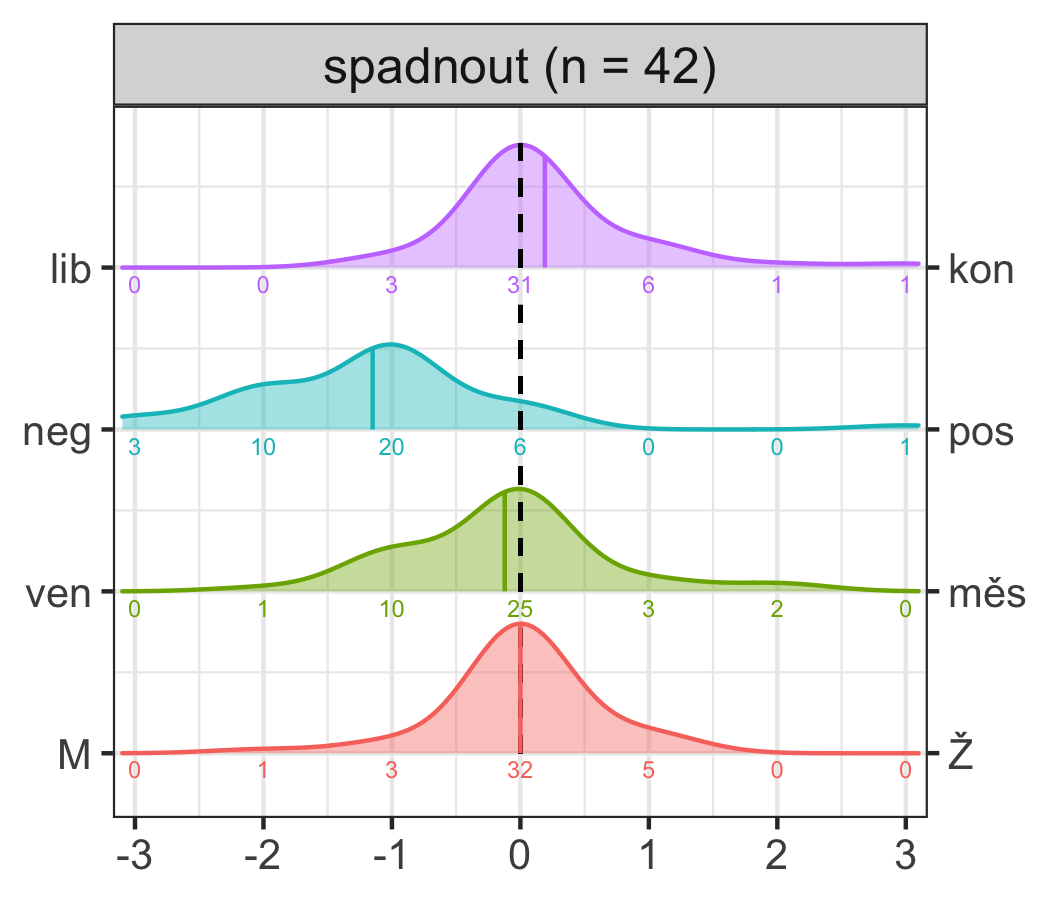 spadnout (n = 42)
lib kon
0 0 3 31 6 1 1
neg pos
3 10 20 6 0 0 1
ven měs
0 1 10 25 3 2 0
M Ž
0 1 3 32 5 0 0
-3 -2 -1 0 1 2 3